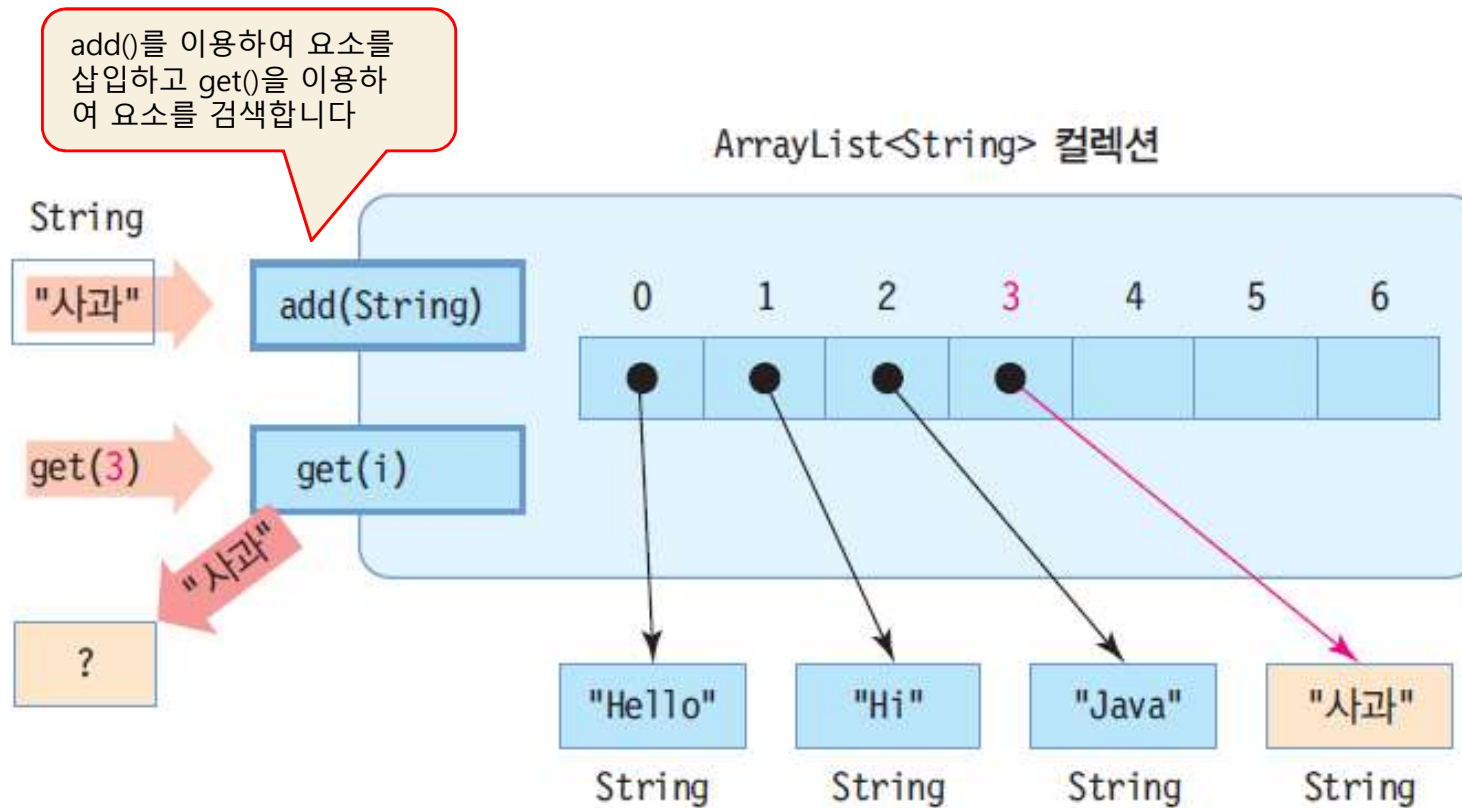 add()를 이용하여 요소를
삽입하고 get()을 이용하
여 요소를 검색합니다
ArrayList<String> 컬렉션
String
"사과"
add(String)
0 1 2 3 4 5 6
get(3)
get(i)
"사과"
?
"Hello" "Hi" "Java" "사과"
String String String String